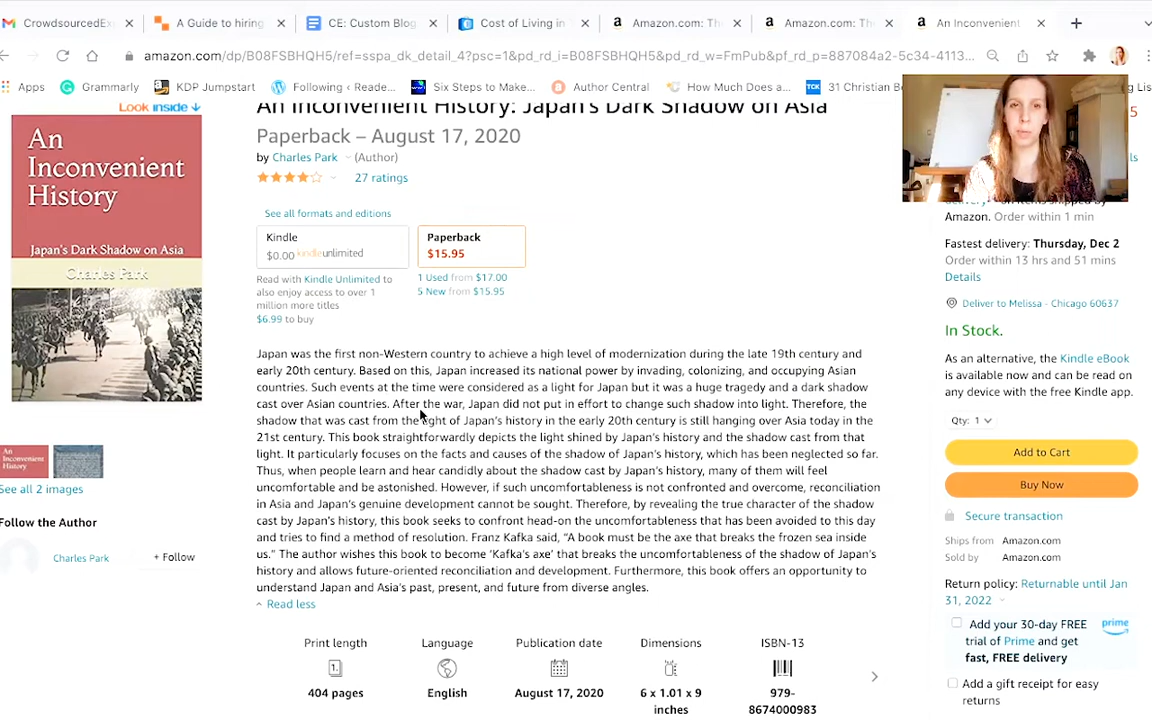 CrowdsourcedEx
A Guide to hiring
CE: Custom Blog
Cost of Living in
Amazon.com: Th
Amazon.com: Th
An Inconvenient
amazon.com/dp/B08FSBHQH5/ref=sspa_dk_detail_4?psc=1&pd_rd_i=B08FSBHQH5&pd_rd_w=FmPub&pf_rd_p=887084a2-5c34-4113...
Apps
Grammarly
KDP Jumpstart
Following ‹ Reade...
Six Steps to Make...
Author Central
How Much Does a...
TCK
31 Christian B
g Lis
Look inside
An Inconvenient History: Japan's Dark Shadow on Asia
Paperback – August 17, 2020
by Charles Park (Author)
27 ratings
See all formats and editions
Kindle
$0.00 kindleunlimited
Paperback
$15.95
Read with Kindle Unlimited to
also enjoy access to over 1
million more titles
$6.99 to buy
1 Used from $17.00
5 New from $15.95
An
Inconvenient
History
Japan's Dark Shadow on Asia
Charles Park
An
Inconvenient
History
See all 2 images
Follow the Author
Charles Park
+ Follow
Japan was the first non-Western country to achieve a high level of modernization during the late 19th century and
early 20th century. Based on this, Japan increased its national power by invading, colonizing, and occupying Asian
countries. Such events at the time were considered as a light for Japan but it was a huge tragedy and a dark shadow
cast over Asian countries. After the war, Japan did not put in effort to change such shadow into light. Therefore, the
shadow that was cast from the light of Japan's history in the early 20th century is still hanging over Asia today in the
21st century. This book straightforwardly depicts the light shined by Japan's history and the shadow cast from that
light. It particularly focuses on the facts and causes of the shadow of Japan's history, which has been neglected so far.
Thus, when people learn and hear candidly about the shadow cast by Japan's history, many of them will feel
uncomfortable and be astonished. However, if such uncomfortableness is not confronted and overcome, reconciliation
in Asia and Japan's genuine development cannot be sought. Therefore, by revealing the true character of the shadow
cast by Japan's history, this book seeks to confront head-on the uncomfortableness that has been avoided to this day
and tries to find a method of resolution. Franz Kafka said, "A book must be the axe that breaks the frozen sea inside
us." The author wishes this book to become 'Kafka's axe' that breaks the uncomfortableness of the shadow of Japan's
history and allows future-oriented reconciliation and development. Furthermore, this book offers an opportunity to
understand Japan and Asia's past, present, and future from diverse angles.
Read less
Print length
404 pages
Language
English
Publication date
August 17, 2020
Dimensions
6 x 1.01 x 9
inches
ISBN-13
979-
8674000983
5
ls
Amazon. Order within 1 min
Fastest delivery: Thursday, Dec 2
Order within 13 hrs and 51 mins
Details
Deliver to Melissa - Chicago 60637
In Stock.
As an alternative, the Kindle eBook
is available now and can be read on
any device with the free Kindle app.
Qty: 1
Add to Cart
Buy Now
Secure transaction
Ships from Amazon.com
Sold by Amazon.com
Return policy: Returnable until Jan
31, 2022
Add your 30-day FREE
trial of Prime and get
fast, FREE delivery
prime
Add a gift receipt for easy
returns